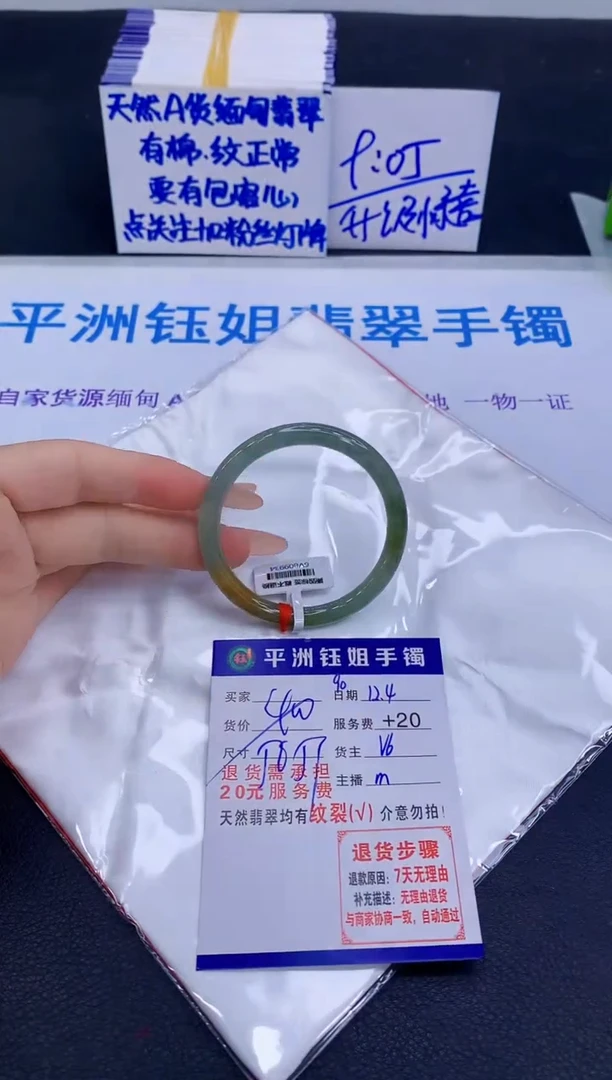 天然A货缅甸翡翠
有棉.纹正常
要有包容心
点关注加粉丝灯牌
平洲钰姐翡翠手镯
自家货源缅甸A
地 一物一证
SV809934
钰 平洲钰姐手镯
买家
日期 12.4
货价 400
服务费 +20
尺寸
货主 V6
退货需承担
主播 m
20元服务费
天然翡翠均有纹裂(√) 介意勿拍!
退货步骤
退款原因: 7天无理由
补充描述: 无理由退货
与商家协商一致,自动通过